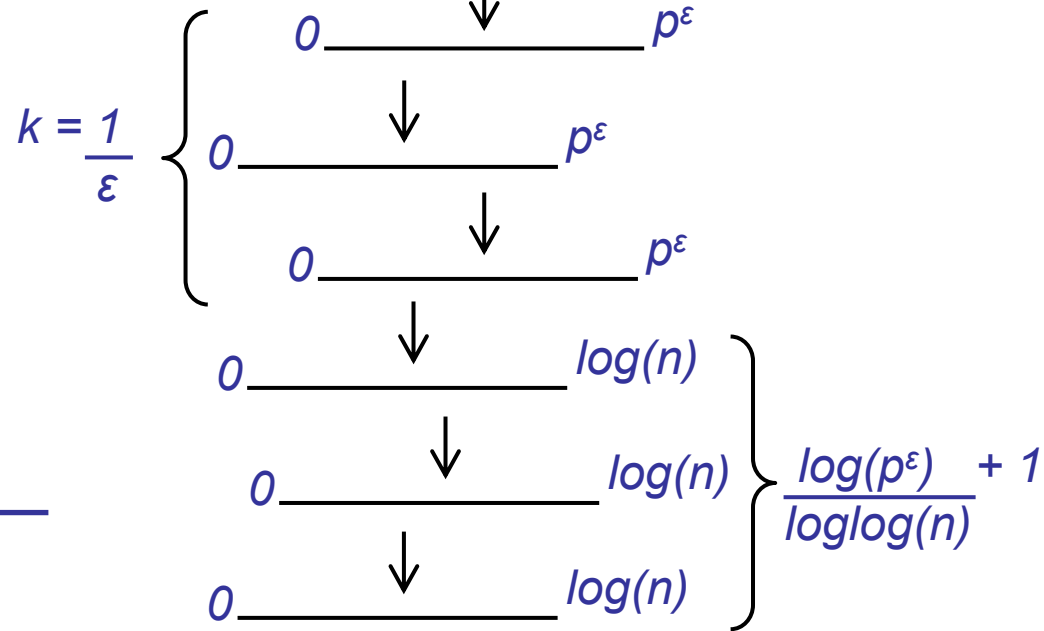 0 p^ε
k = 1/ε
0 p^ε
0 p^ε
0 log(n)
0 log(n)
log(p^ε)/loglog(n) + 1
0 log(n)